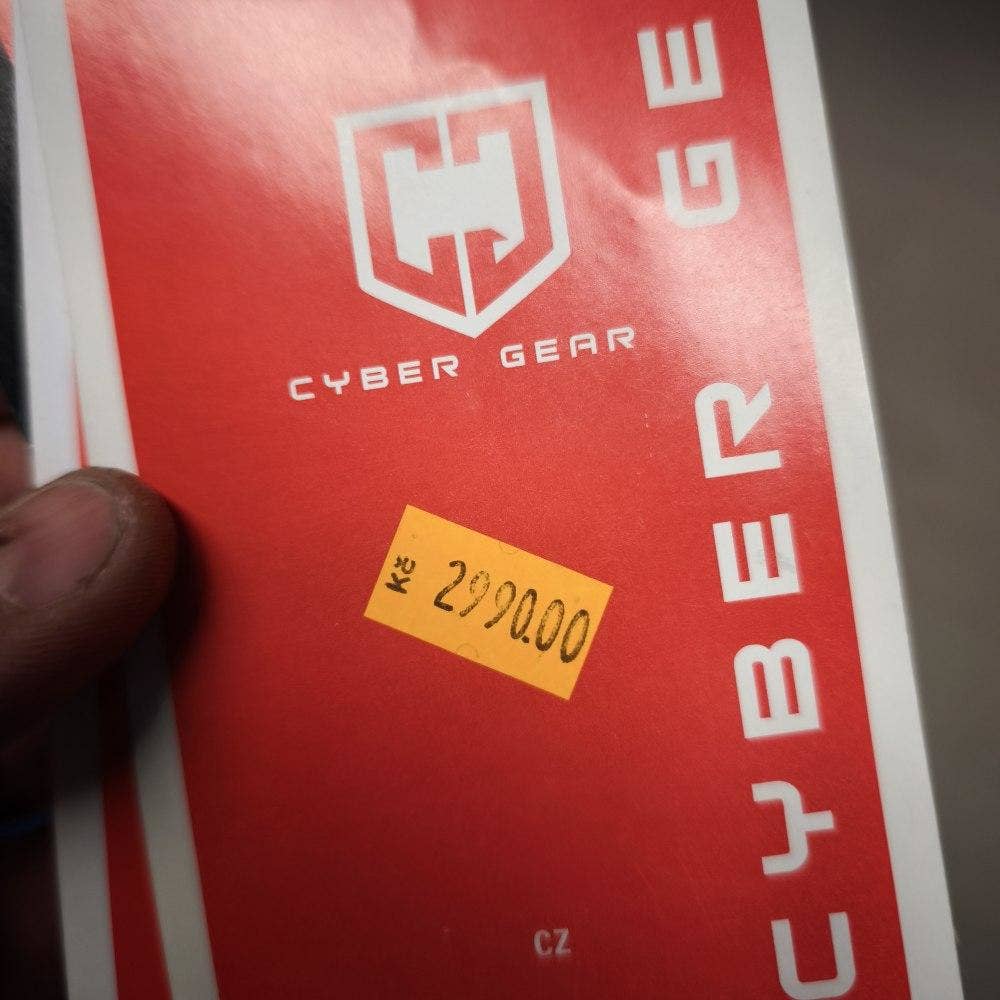 CYBER GEAR
Kč 2990.00
CZ
CYBER GE